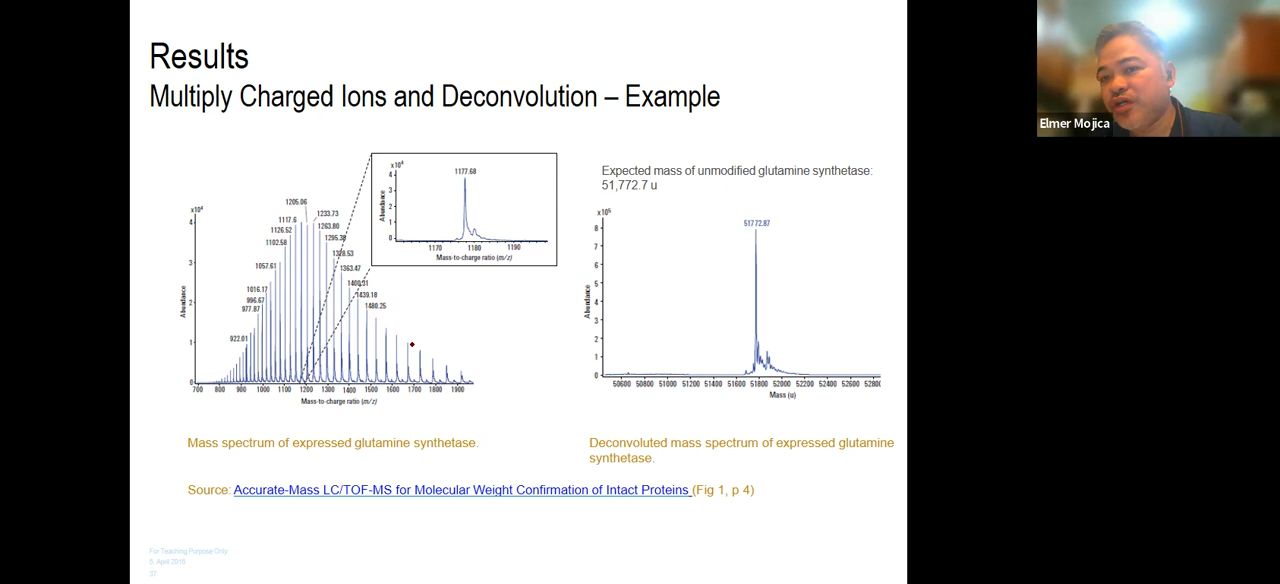 Results
Multiply Charged Ions and Deconvolution – Example
Elmer Mojica
x10⁴
4
3
2
1
0
Abundance
922.01
977.87
996.67
1016.17
1057.61
1102.58
1126.52
1117.6
1205.06
1233.73
1263.80
1295.38
1328.53
1363.47
1400.31
1439.18
1480.25
700 800 900 1000 1100 1200 1300 1400 1500 1600 1700 1800 1900
Mass-to-charge ratio (m/z)
x10⁴
1177.68
4
3
2
1
0
Abundance
1170 1180 1190
Mass-to-charge ratio (m/z)
Expected mass of unmodified glutamine synthetase:
51,772.7 u
x10⁵
51772.87
8
7
6
5
4
3
2
1
0
Abundance
50600 50800 51000 51200 51400 51600 51800 52000 52200 52400 52600 52800
Mass (u)
Mass spectrum of expressed glutamine synthetase.
Deconvoluted mass spectrum of expressed glutamine
synthetase.
Source: Accurate-Mass LC/TOF-MS for Molecular Weight Confirmation of Intact Proteins (Fig 1, p 4)
For Teaching Purpose Only
5. April 2016
37